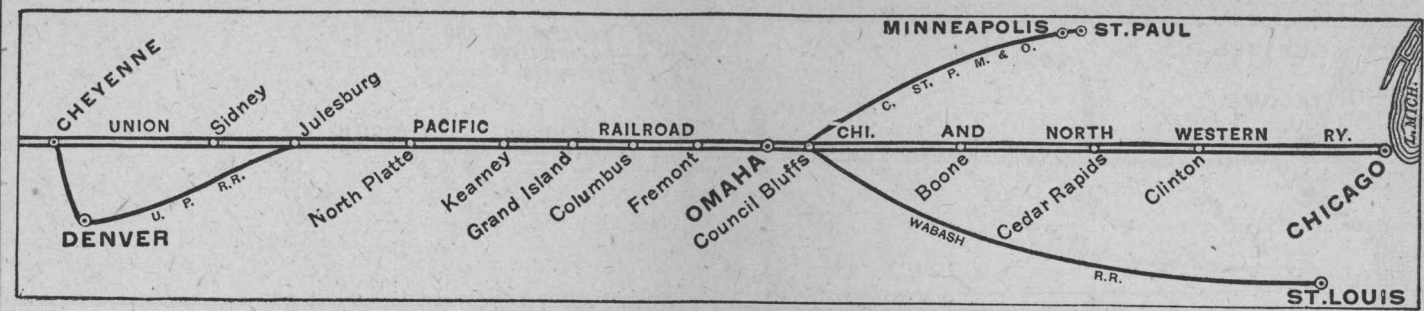 MINNEAPOLIS ST. PAUL
C. ST. P. M. & O.
CHEYENNE
UNION PACIFIC RAILROAD
CHI. AND NORTH WESTERN RY.
L. MICH.
Sidney
Julesburg
North Platte
Kearney
Grand Island
Columbus
Fremont
OMAHA
Council Bluffs
Boone
Cedar Rapids
Clinton
CHICAGO
U. P. R.R.
DENVER
WABASH R.R.
ST. LOUIS